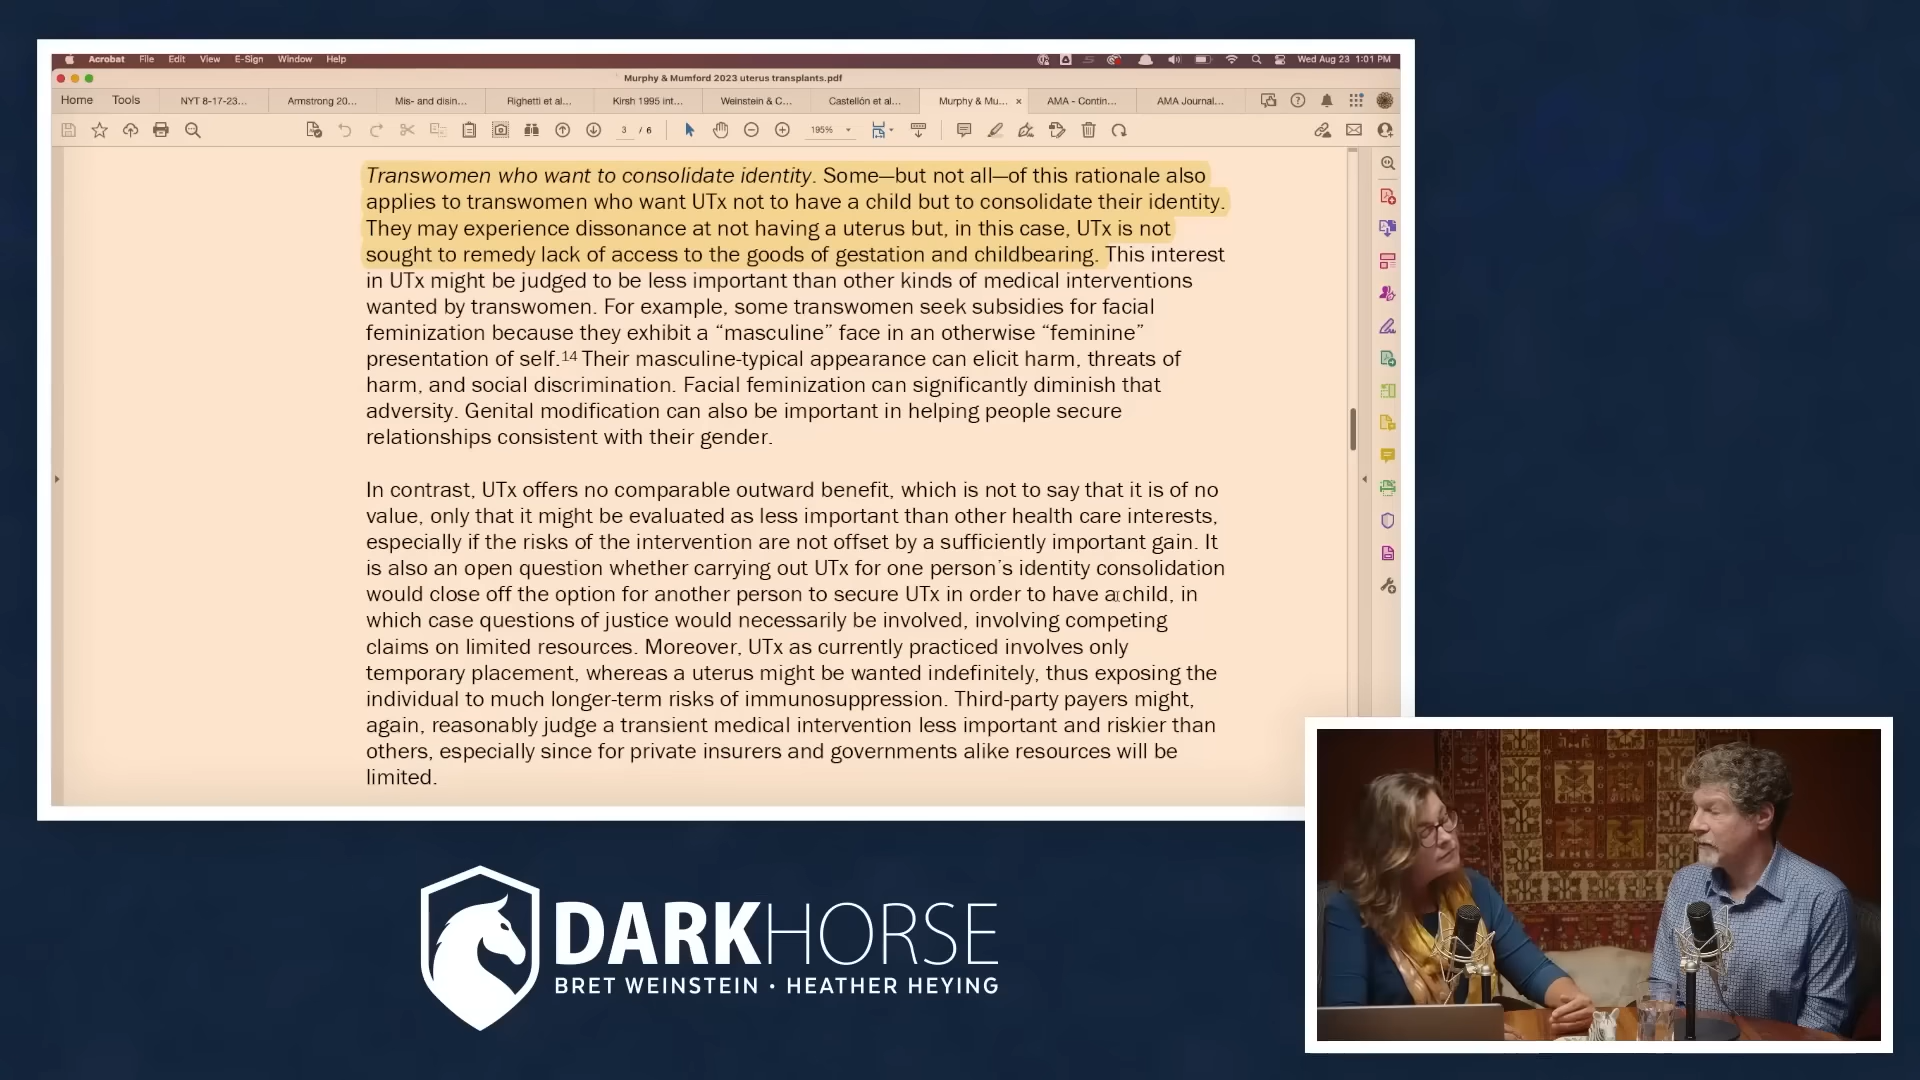 Acrobat File Edit View E-Sign Window Help
Wed Aug 23 1:01 PM
Murphy & Mumford 2023 uterus transplants.pdf
Home Tools NYT 8-17-23... Armstrong 20... Mis- and disin... Righetti et al... Kirsh 1995 int... Weinstein & C... Castellón et al... Murphy & Mu... × AMA - Contin... AMA Journal...
3 / 6 195%
Transwomen who want to consolidate identity. Some—but not all—of this rationale also
applies to transwomen who want UTx not to have a child but to consolidate their identity.
They may experience dissonance at not having a uterus but, in this case, UTx is not
sought to remedy lack of access to the goods of gestation and childbearing. This interest
in UTx might be judged to be less important than other kinds of medical interventions
wanted by transwomen. For example, some transwomen seek subsidies for facial
feminization because they exhibit a “masculine” face in an otherwise “feminine”
presentation of self.14 Their masculine-typical appearance can elicit harm, threats of
harm, and social discrimination. Facial feminization can significantly diminish that
adversity. Genital modification can also be important in helping people secure
relationships consistent with their gender.
In contrast, UTx offers no comparable outward benefit, which is not to say that it is of no
value, only that it might be evaluated as less important than other health care interests,
especially if the risks of the intervention are not offset by a sufficiently important gain. It
is also an open question whether carrying out UTx for one person’s identity consolidation
would close off the option for another person to secure UTx in order to have a child, in
which case questions of justice would necessarily be involved, involving competing
claims on limited resources. Moreover, UTx as currently practiced involves only
temporary placement, whereas a uterus might be wanted indefinitely, thus exposing the
individual to much longer-term risks of immunosuppression. Third-party payers might,
again, reasonably judge a transient medical intervention less important and riskier than
others, especially since for private insurers and governments alike resources will be
limited.
DARKHORSE
BRET WEINSTEIN · HEATHER HEYING